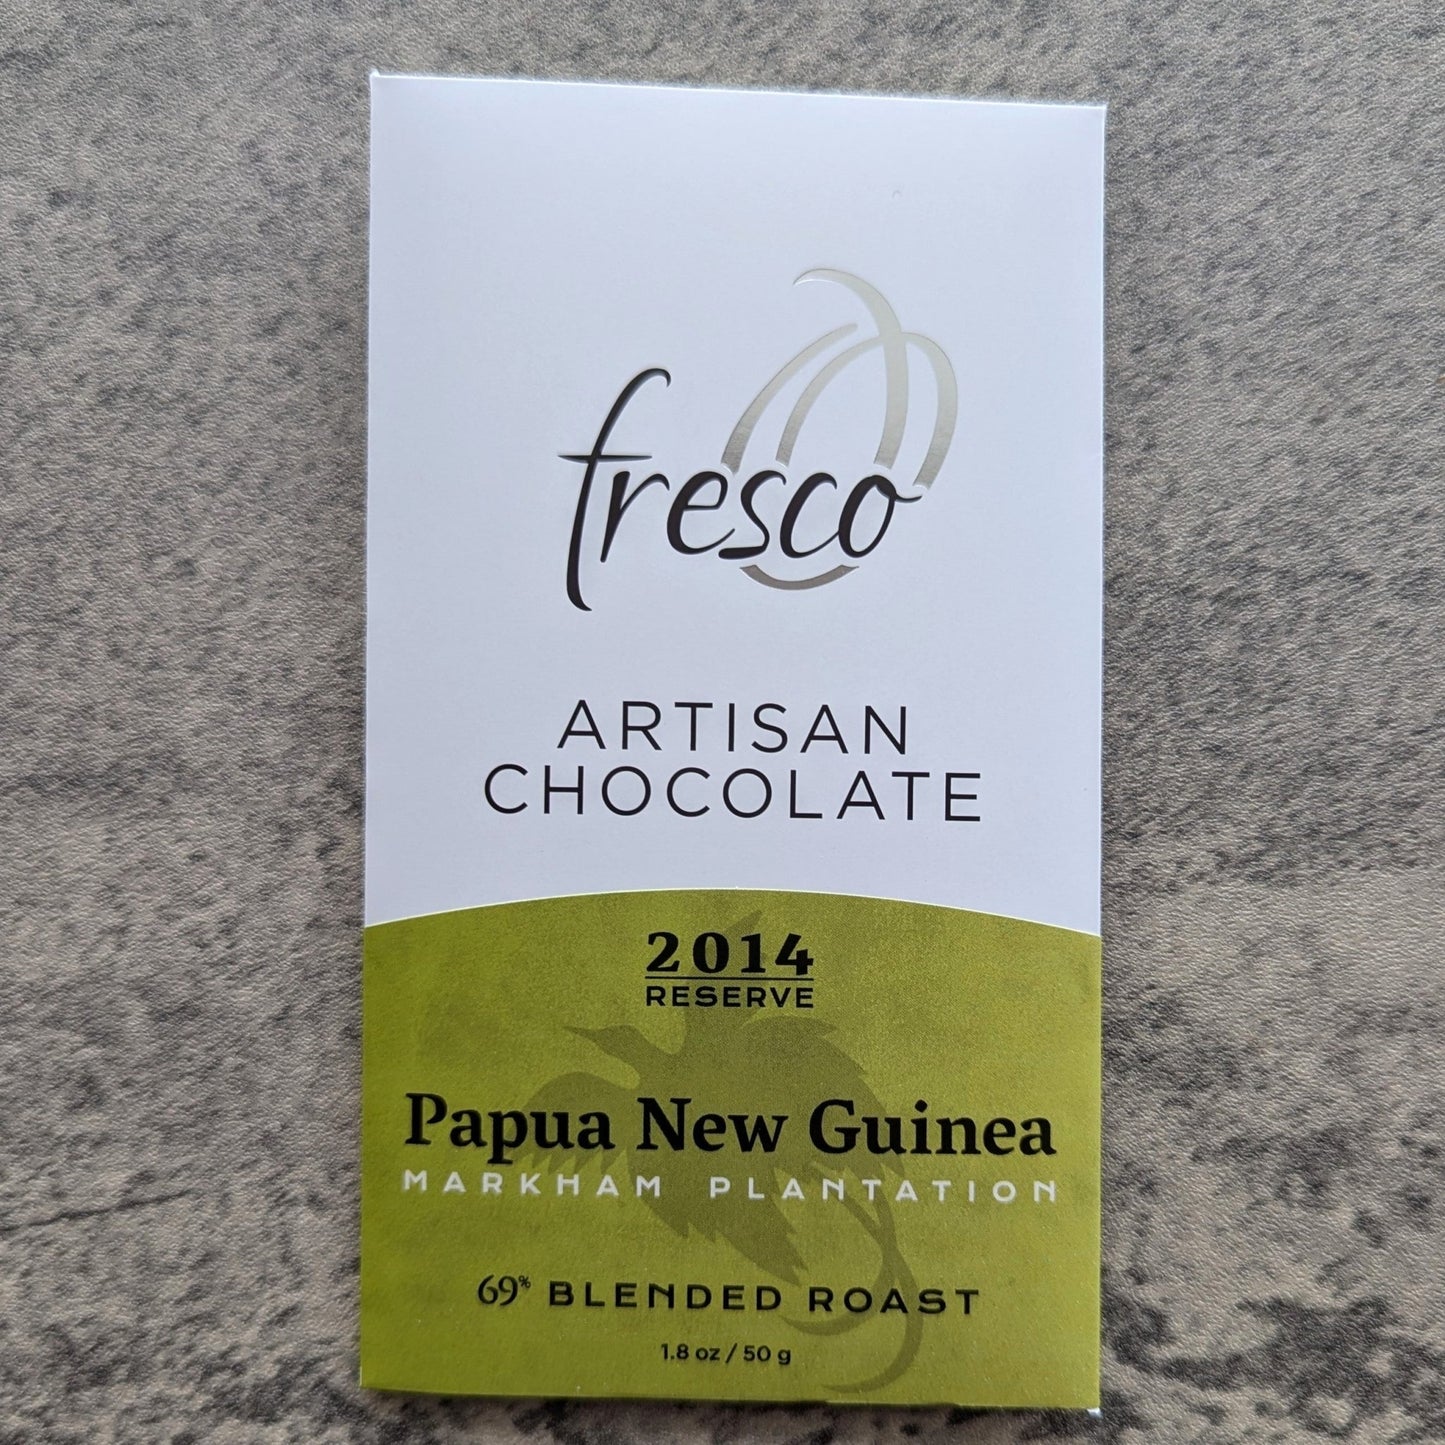 fresco
ARTISAN
CHOCOLATE
2014
RESERVE
Papua New Guinea
MARKHAM PLANTATION
69% BLENDED ROAST
1.8 oz / 50 g